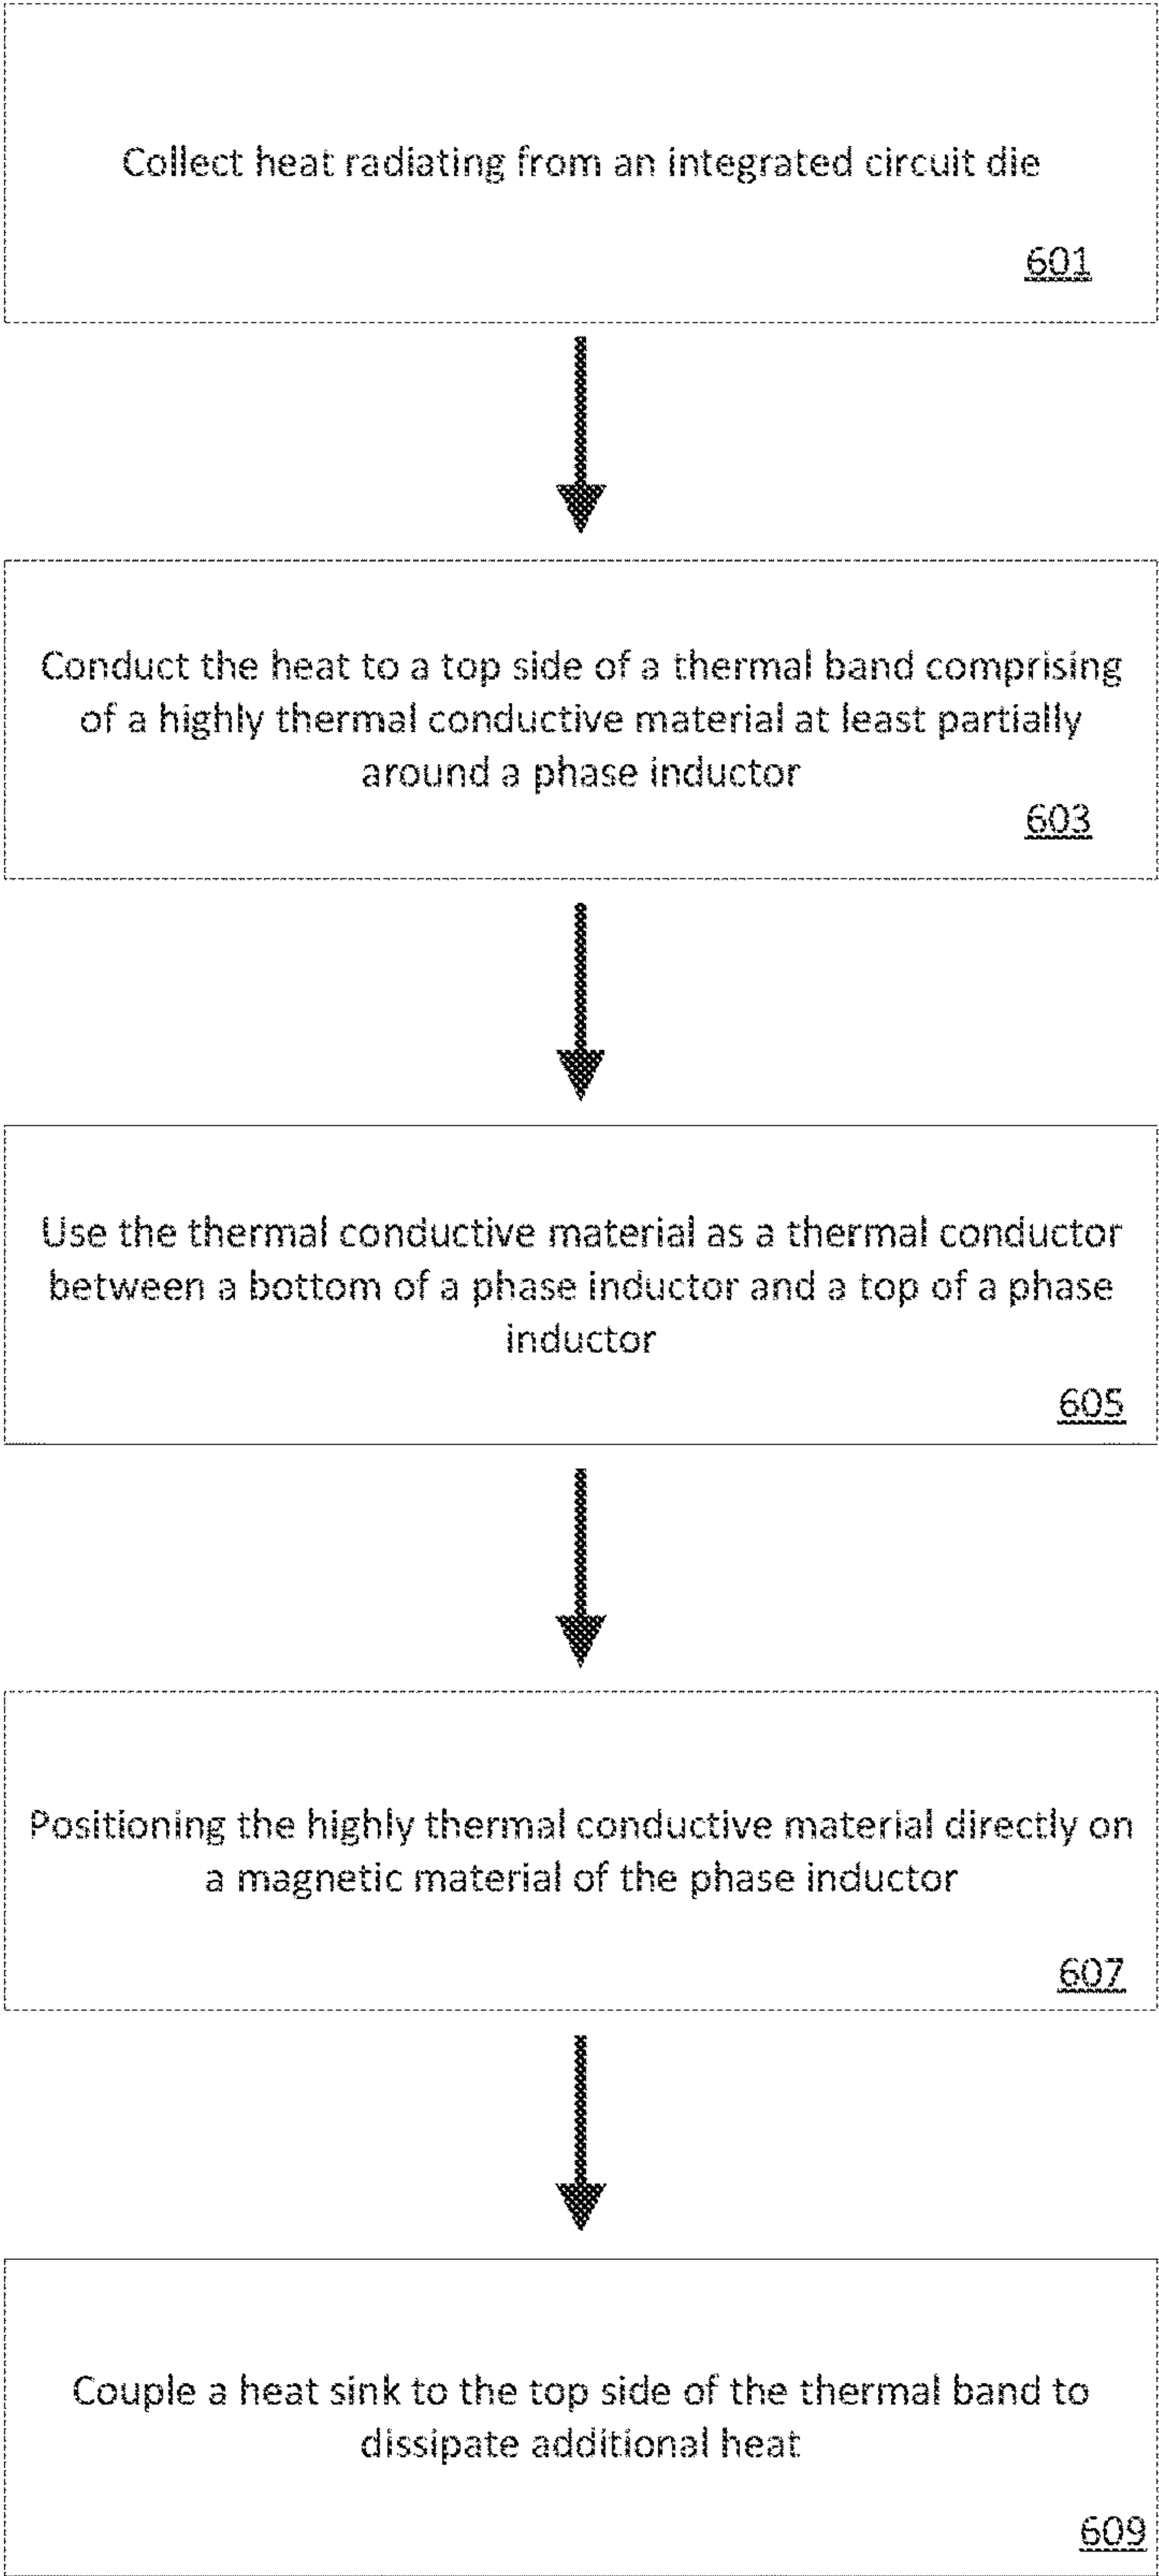 Collect heat radiating from an integrated circuit die
601
Conduct the heat to a top side of a thermal band comprising
of a highly thermal conductive material at least partially
around a phase inductor
603
Use the thermal conductive material as a thermal conductor
between a bottom of a phase inductor and a top of a phase
inductor
605
Positioning the highly thermal conductive material directly on
a magnetic material of the phase inductor
607
Couple a heat sink to the top side of the thermal band to
dissipate additional heat
609